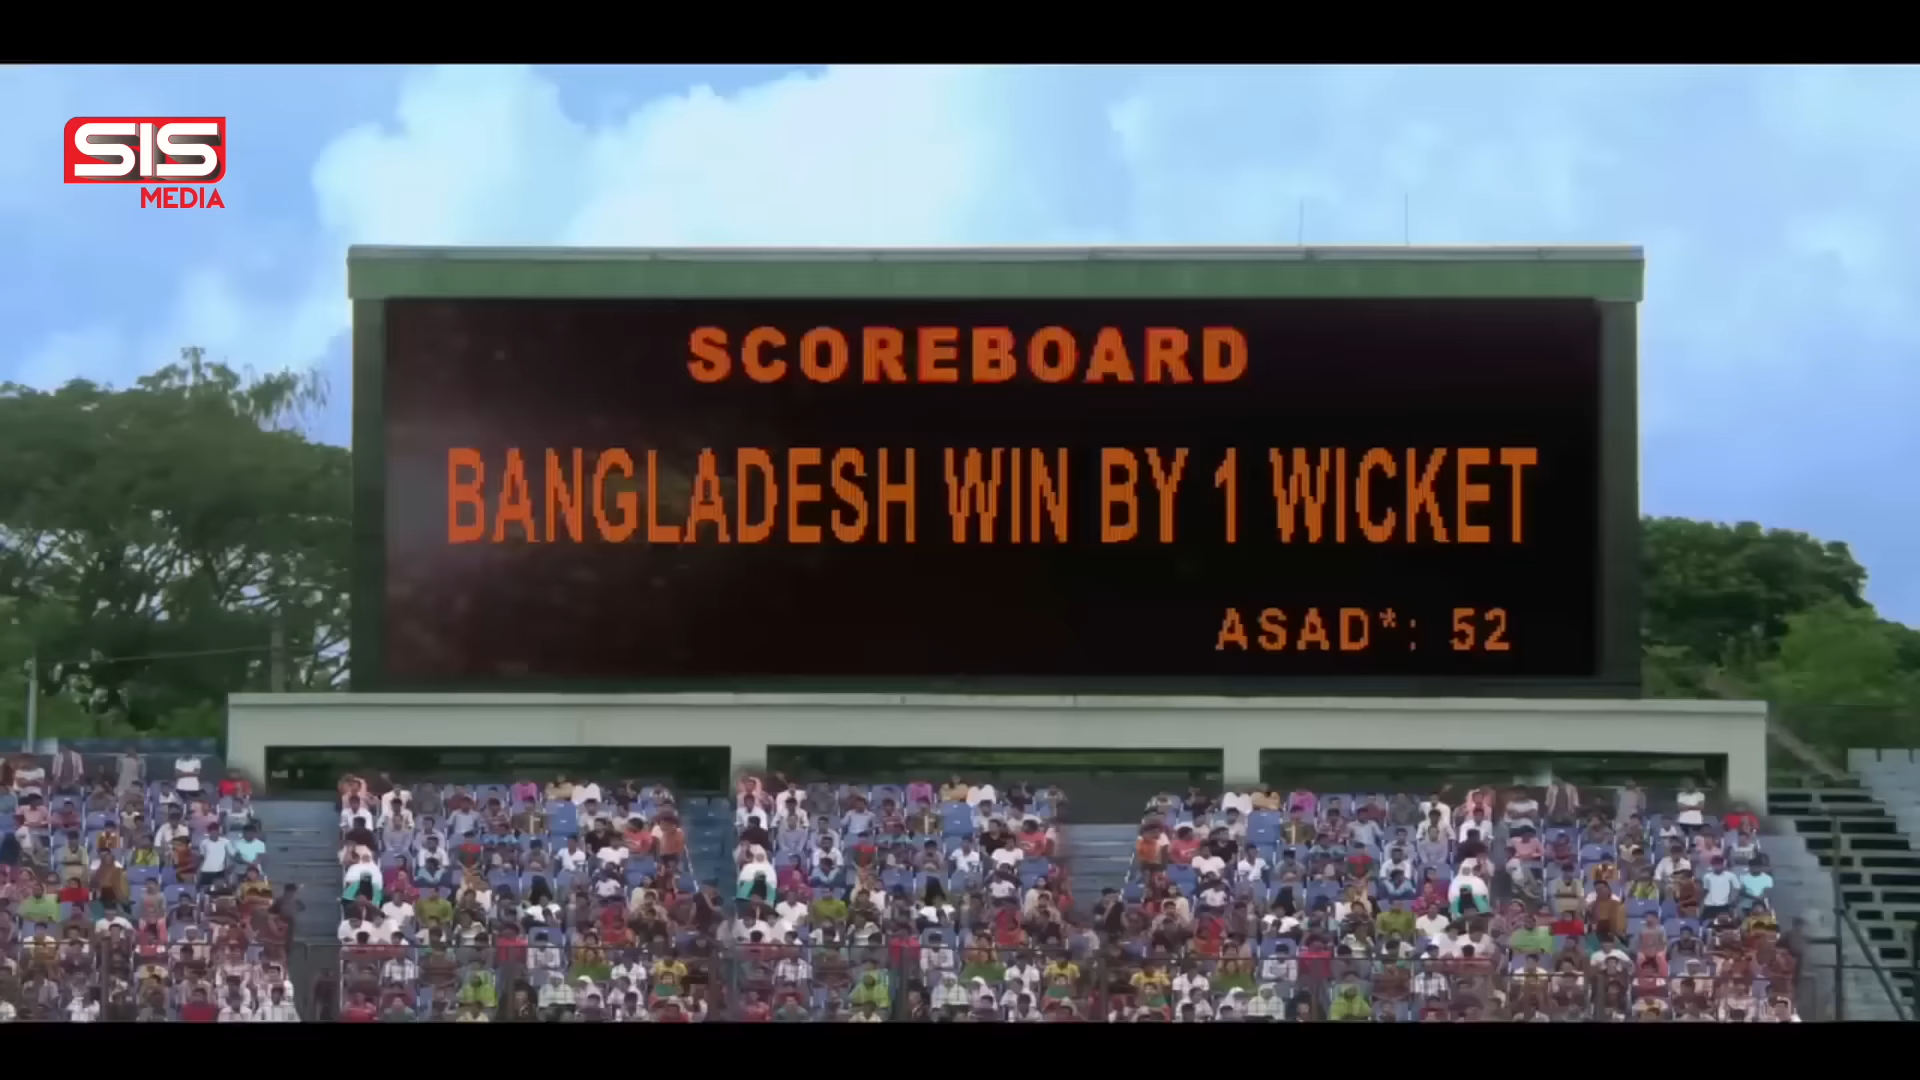 SIS
MEDIA
SCOREBOARD
BANGLADESH WIN BY 1 WICKET
ASAD*: 52